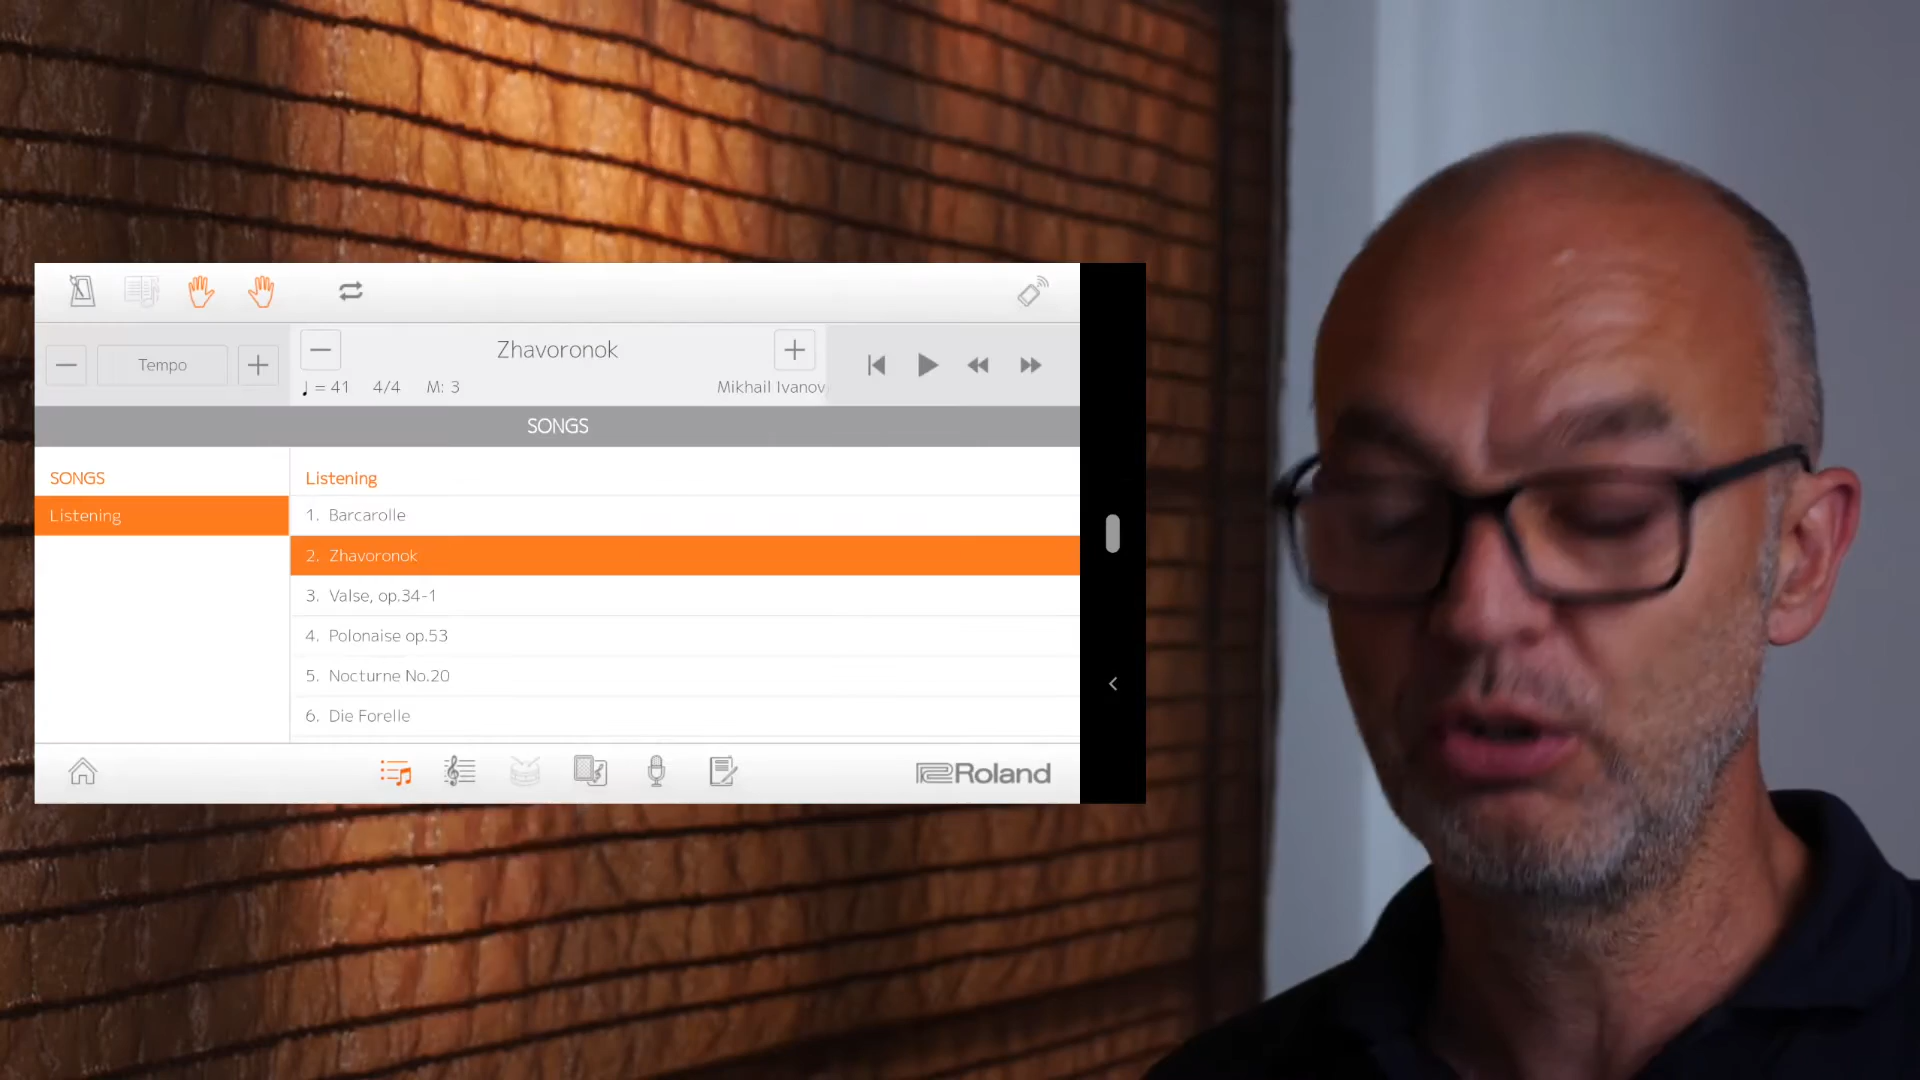 Tempo
Zhavoronok
♩ = 41 4/4 M: 3
Mikhail Ivanov
SONGS
SONGS
Listening
Listening
1. Barcarolle
2. Zhavoronok
3. Valse, op.34-1
4. Polonaise op.53
5. Nocturne No.20
6. Die Forelle
Roland